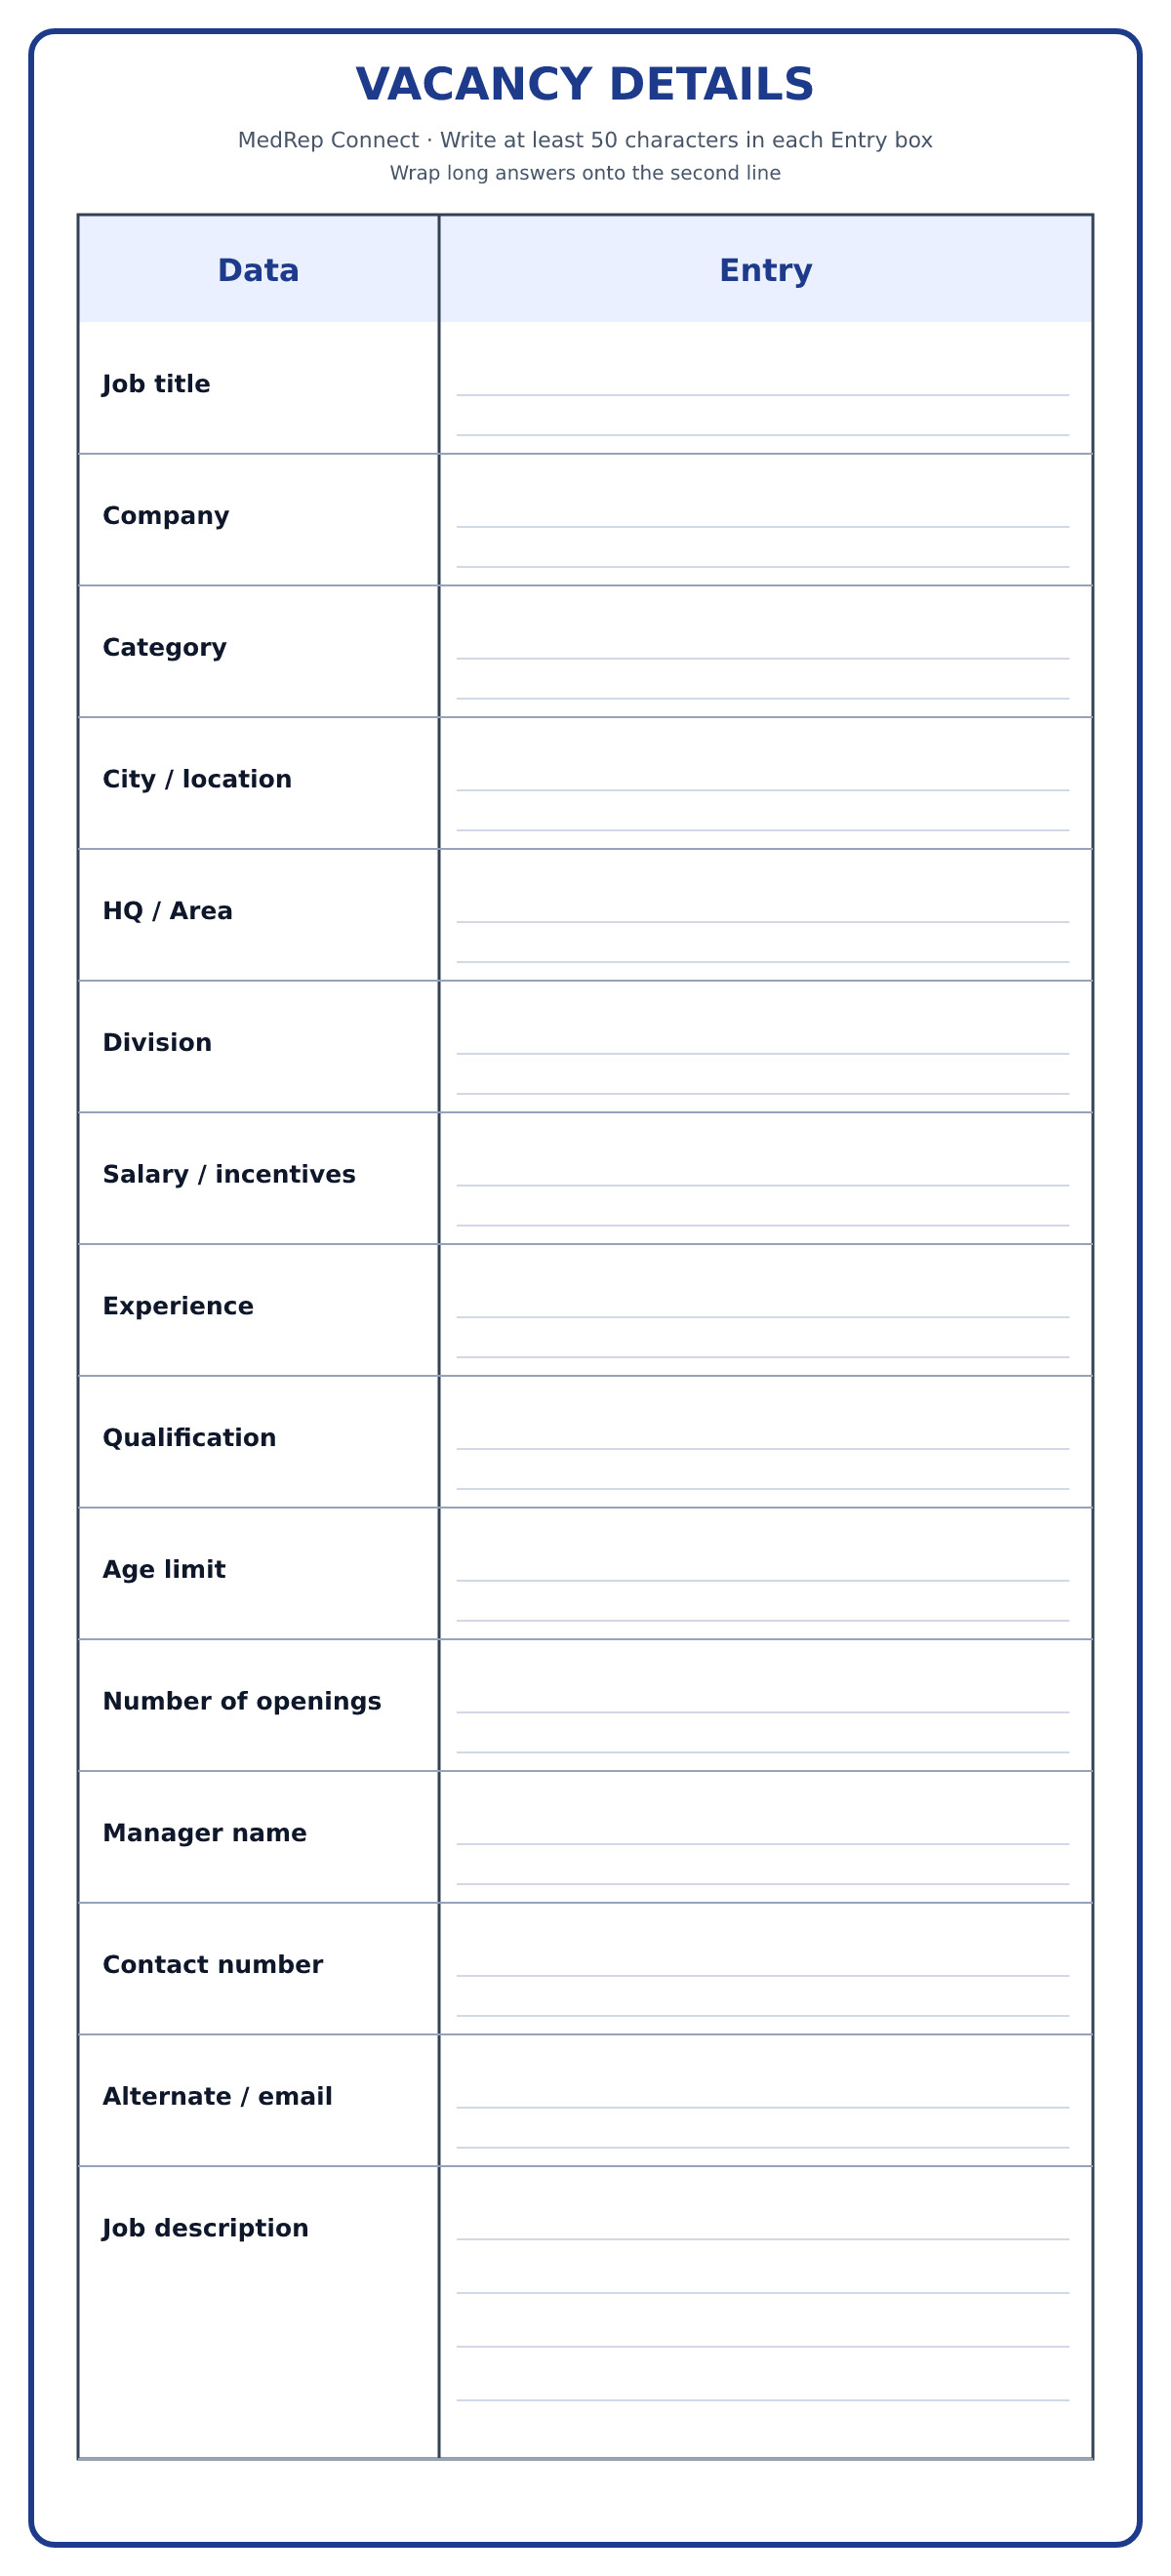 VACANCY DETAILS
MedRep Connect · Write at least 50 characters in each Entry box
Wrap long answers onto the second line
Data Entry
Job title
Company
Category
City / location
HQ / Area
Division
Salary / incentives
Experience
Qualification
Age limit
Number of openings
Manager name
Contact number
Alternate / email
Job description